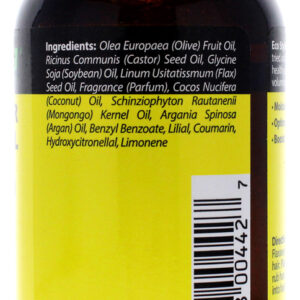 Ingredients: Olea Europaea (Olive) Fruit Oil,
Ricinus Communis (Castor) Seed Oil, Glycine
Soja (Soybean) Oil, Linum Usitatissmum (Flax)
Seed Oil, Fragrance (Parfum), Cocos Nucifera
(Coconut) Oil, Schinziophyton Rautanenii
(Mongongo) Kernel Oil, Argania Spinosa
(Argan) Oil, Benzyl Benzoate, Lilial, Coumarin,
Hydroxycitronellal, Limonene
00442 7